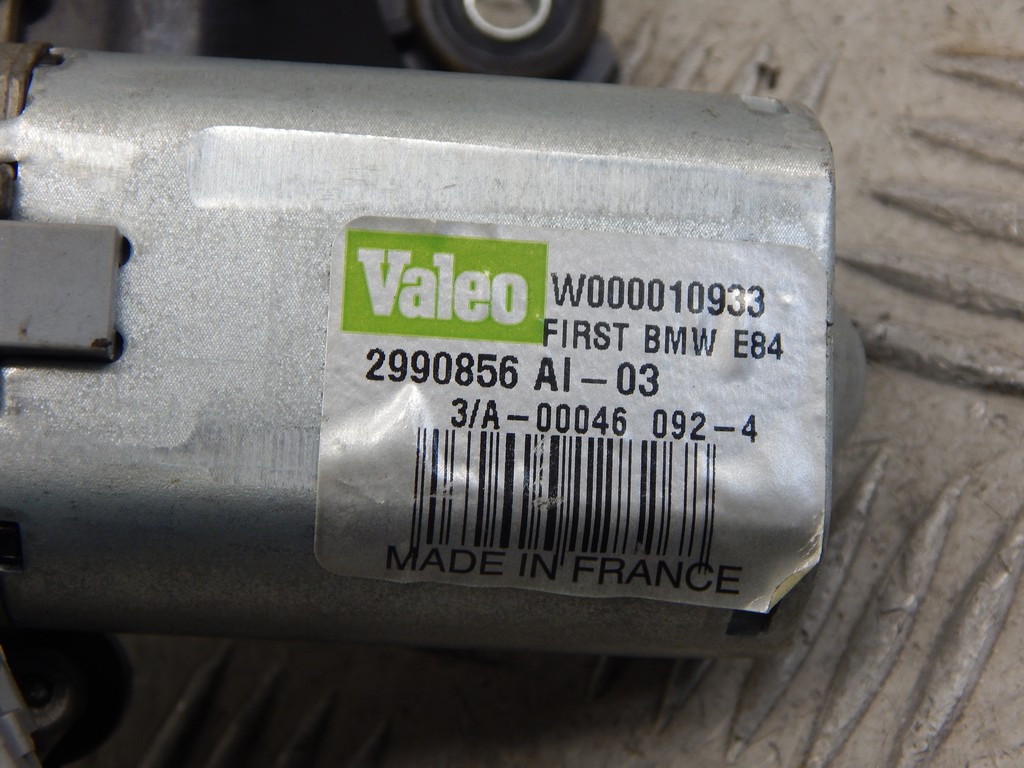 Valeo W000010933
FIRST BMW E84
2990856 AI-03
3/A-00046 092-4
MADE IN FRANCE